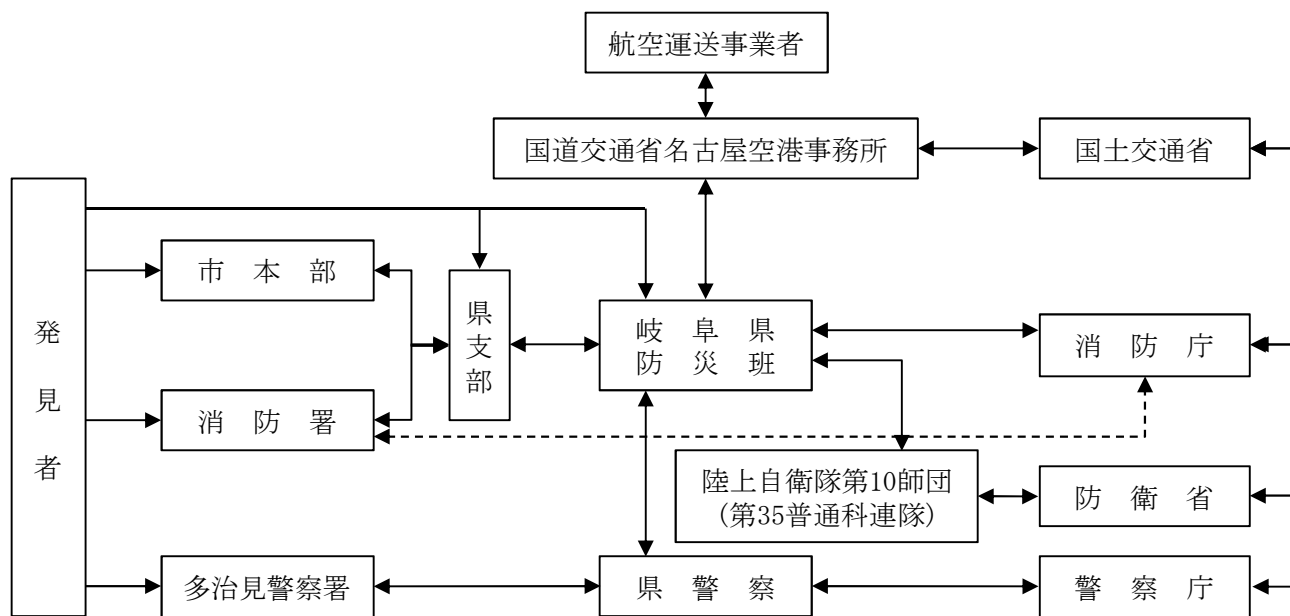 航空運送事業者
国道交通省名古屋空港事務所
国土交通省
発見者
市本部
県支部
岐阜県
防災班
消防庁
消防署
陸上自衛隊第10師団
(第35普通科連隊)
防衛省
多治見警察署
県警察
警察庁